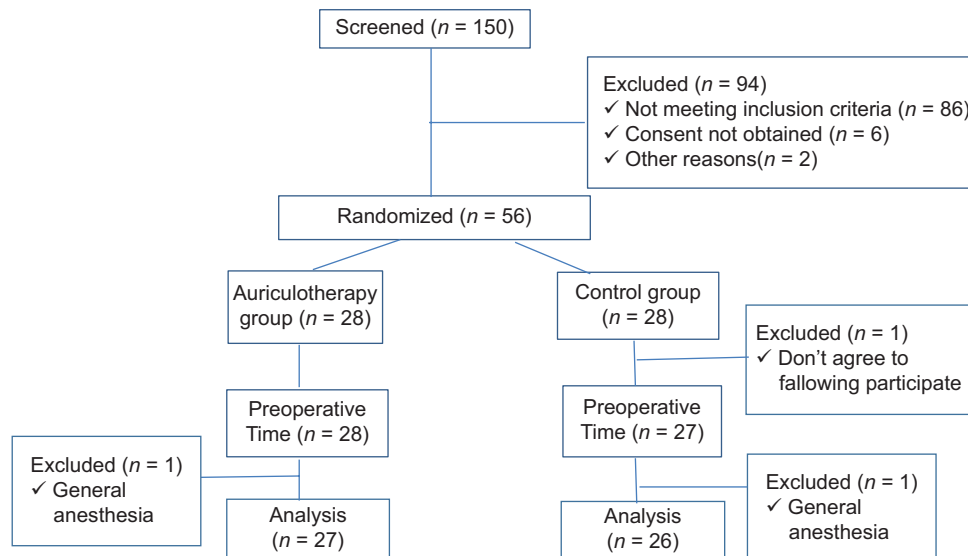 Screened (n = 150)
Excluded (n = 94)
✓ Not meeting inclusion criteria (n = 86)
✓ Consent not obtained (n = 6)
✓ Other reasons(n = 2)
Randomized (n = 56)
Auriculotherapy
group (n = 28)
Control group
(n = 28)
Excluded (n = 1)
✓ Don’t agree to
fallowing participate
Preoperative
Time (n = 28)
Preoperative
Time (n = 27)
Excluded (n = 1)
✓ General
anesthesia
Excluded (n = 1)
✓ General
anesthesia
Analysis
(n = 27)
Analysis
(n = 26)